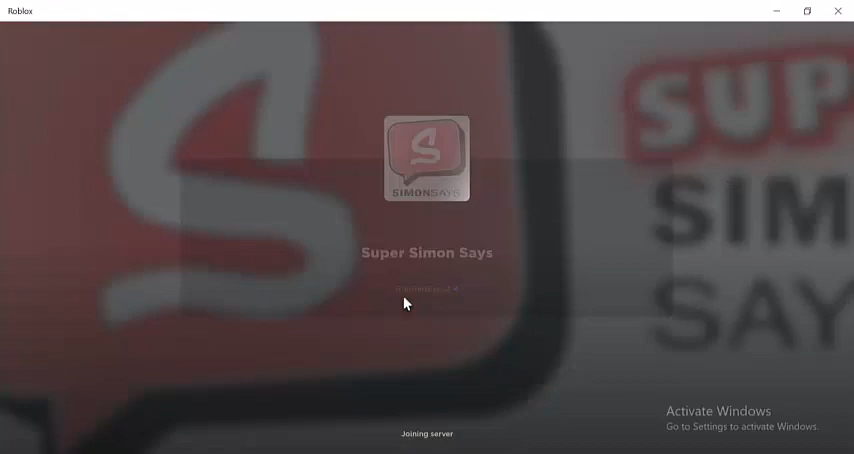 Roblox
SUP
SIM
SAY
S
SIMONSAYS
Super Simon Says
Joining server
Activate Windows
Go to Settings to activate Windows.